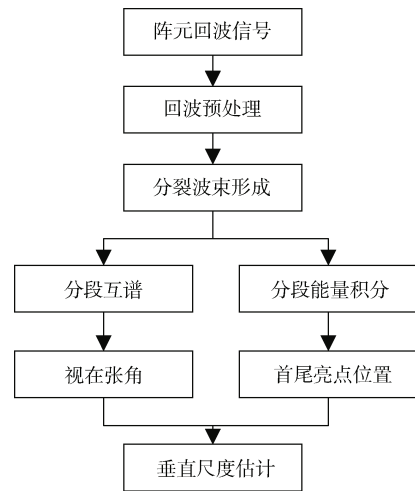 阵元回波信号
回波预处理
分裂波束形成
分段互谱
分段能量积分
视在张角
首尾亮点位置
垂直尺度估计